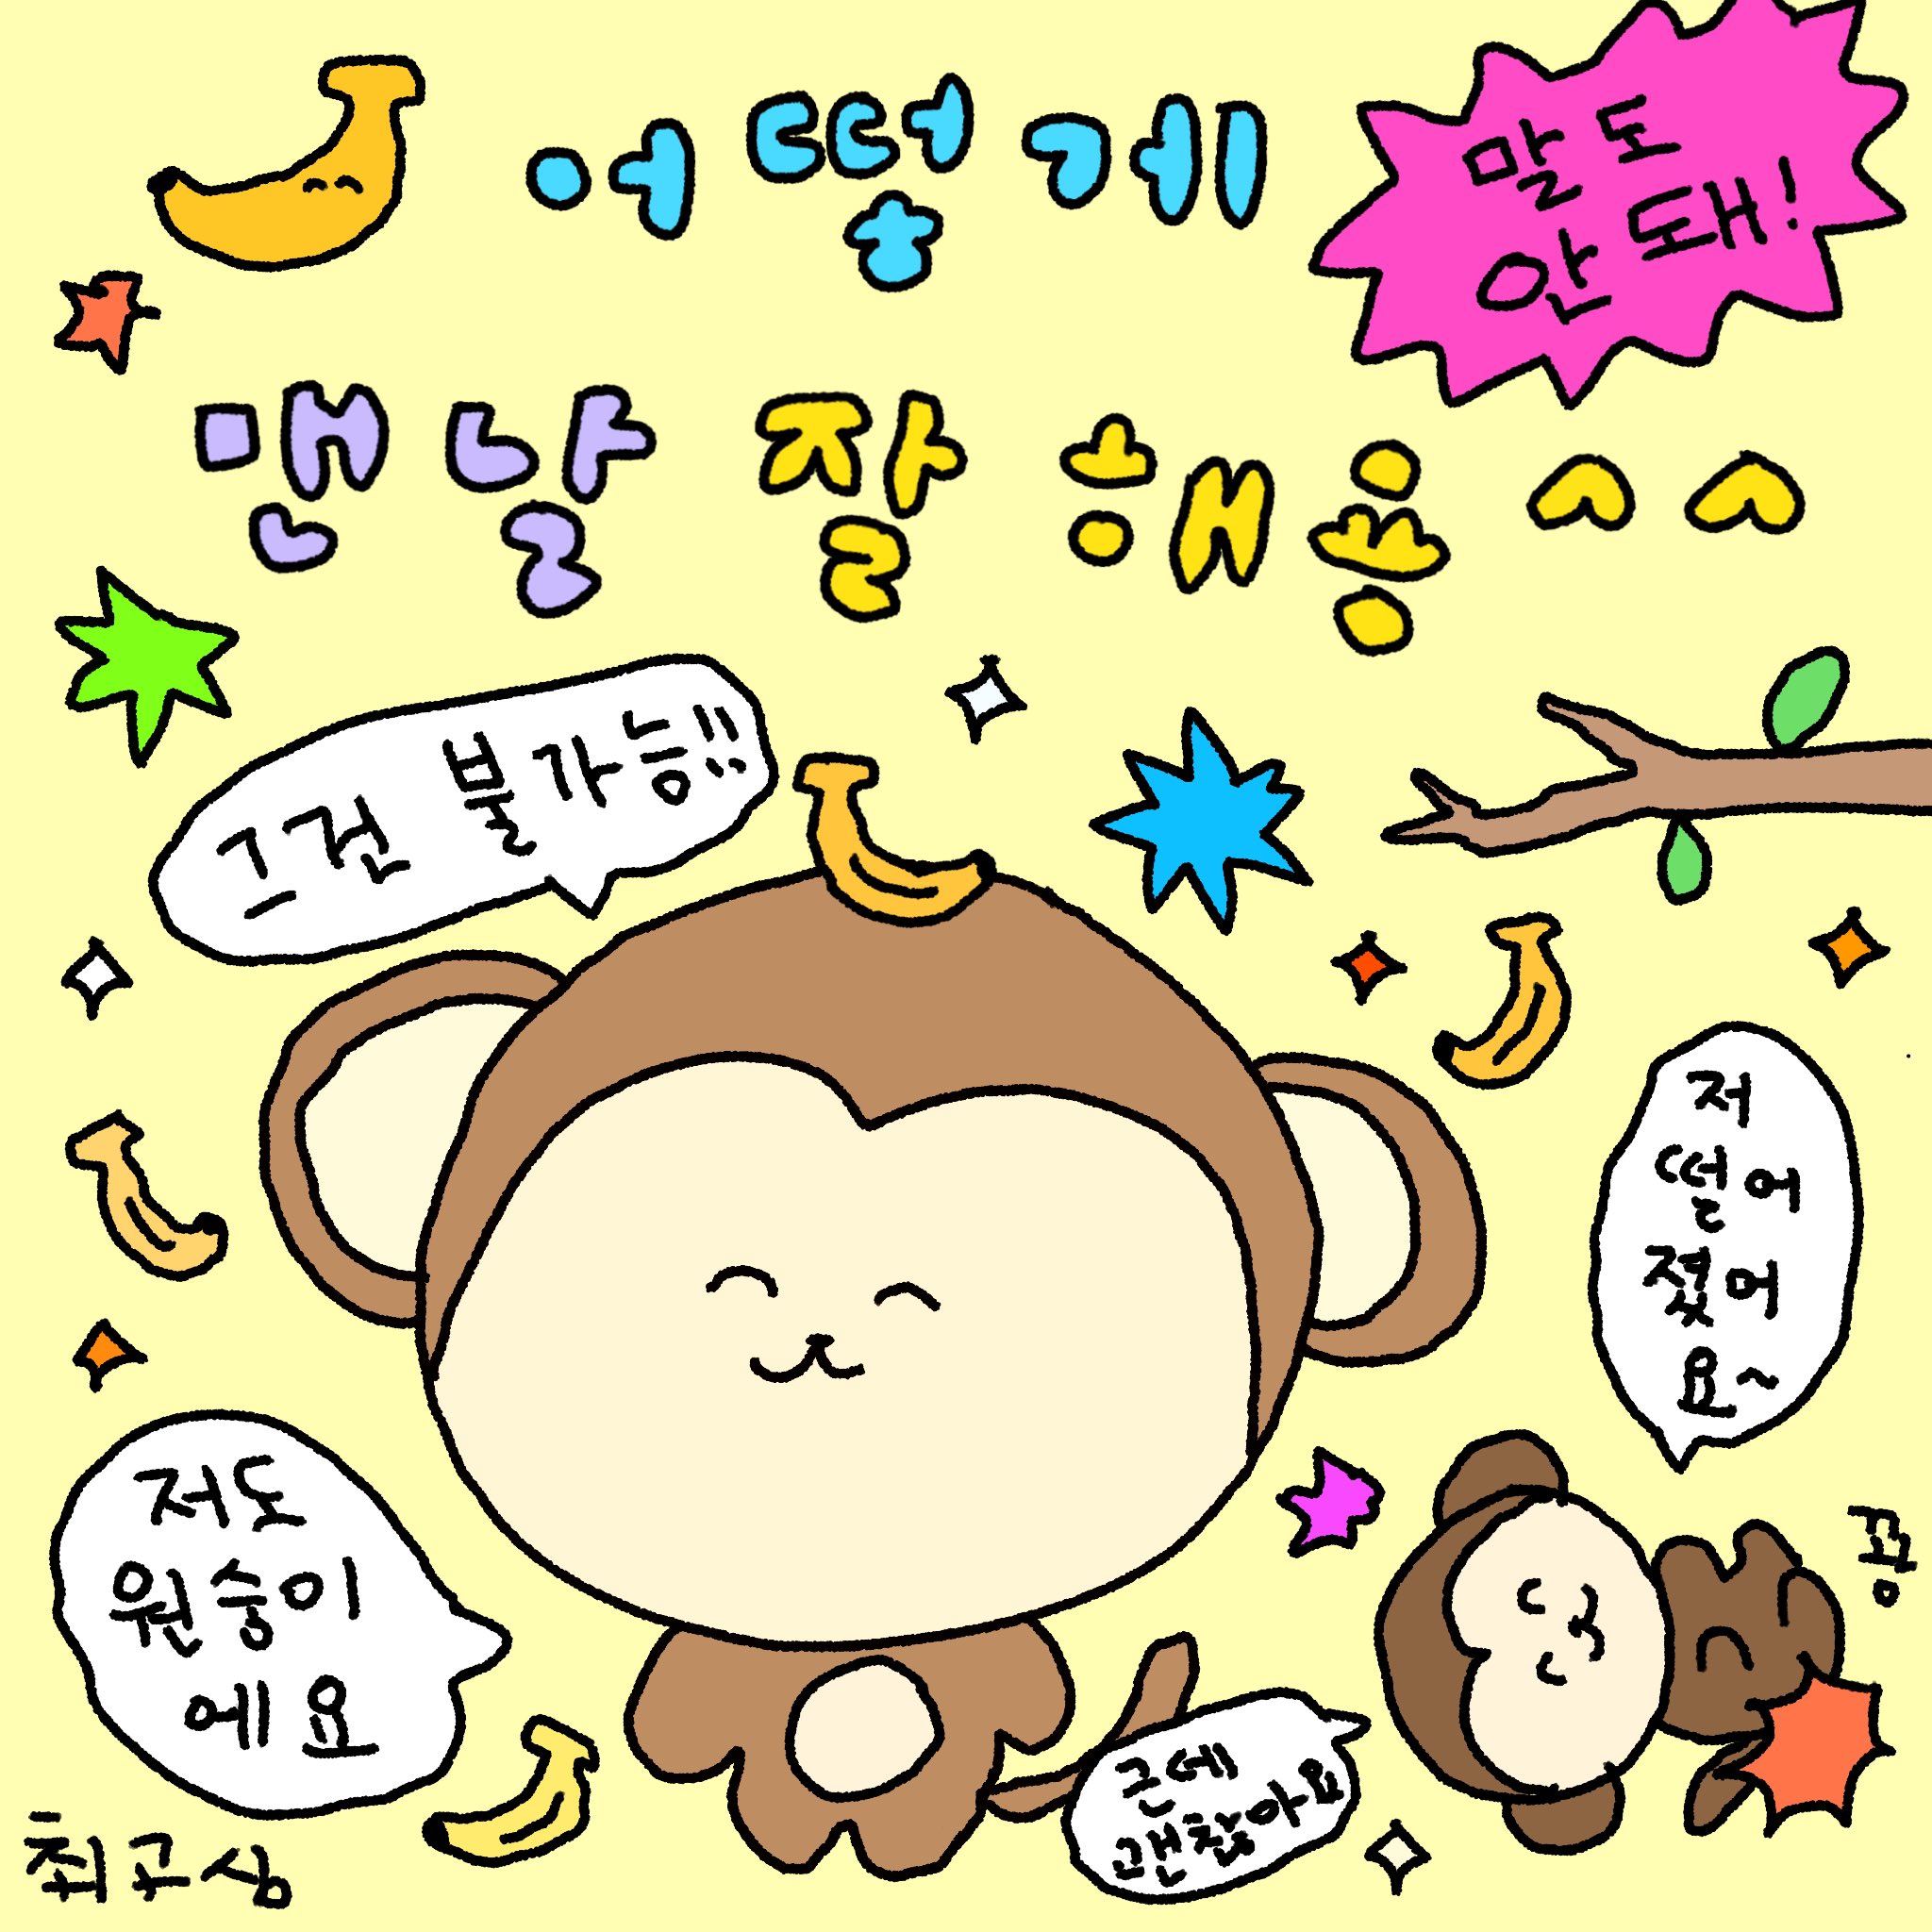 어떻게
말도
안돼!
맨날 잘해용 ^^
그건 불가능!!
저
떨어
졌어
요~
저도
원숭이
에요
쾅
근데
괜찮아요
최고심